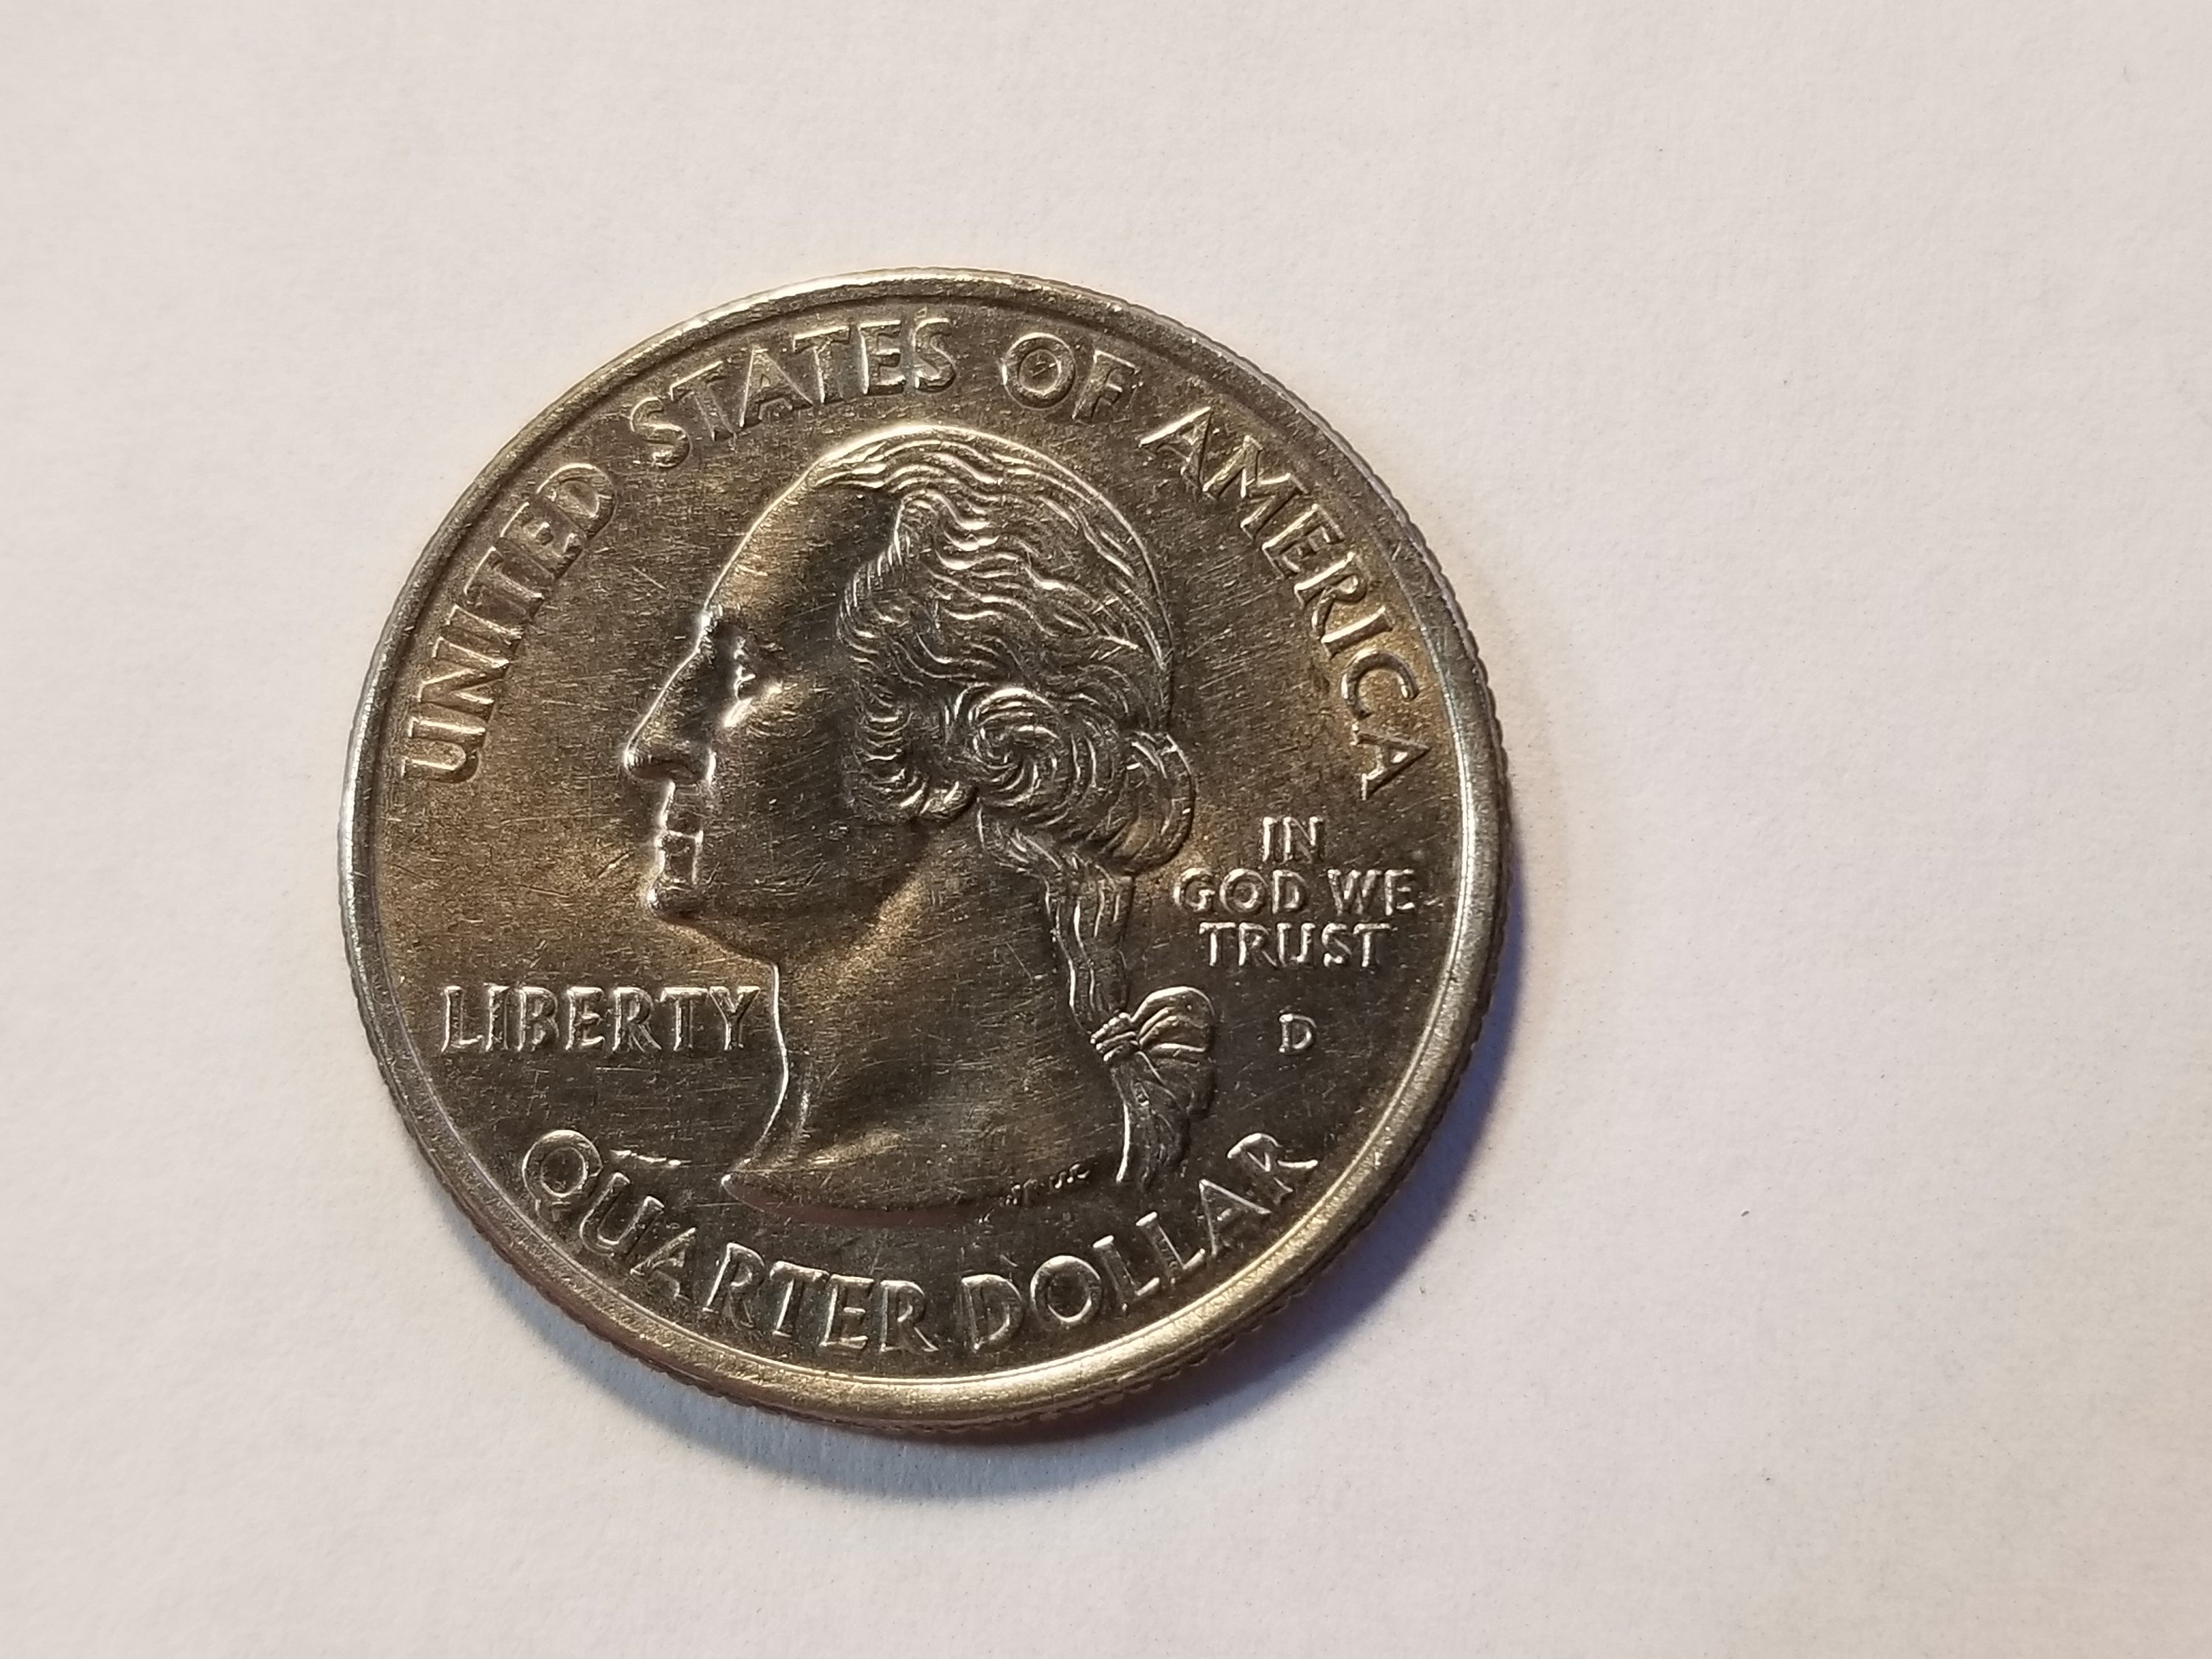 UNITED STATES OF AMERICA
LIBERTY
IN
GOD WE
TRUST
D
QUARTER DOLLAR